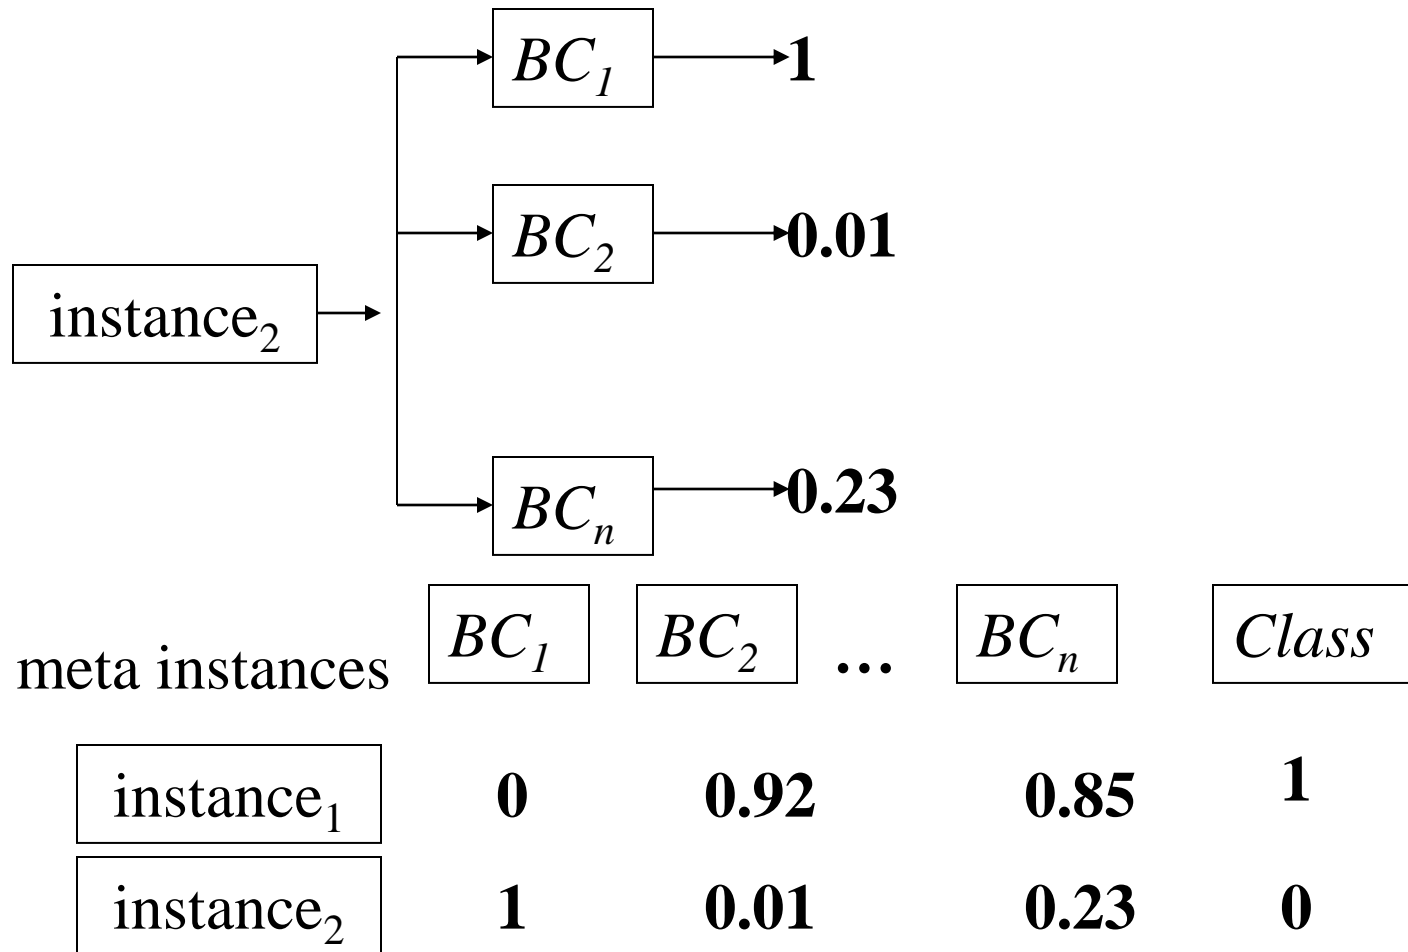 BC₁ 1
BC₂ 0.01
instance₂
BCₙ 0.23
meta instances BC₁ BC₂ ... BCₙ Class
instance₁ 0 0.92 0.85 1
instance₂ 1 0.01 0.23 0